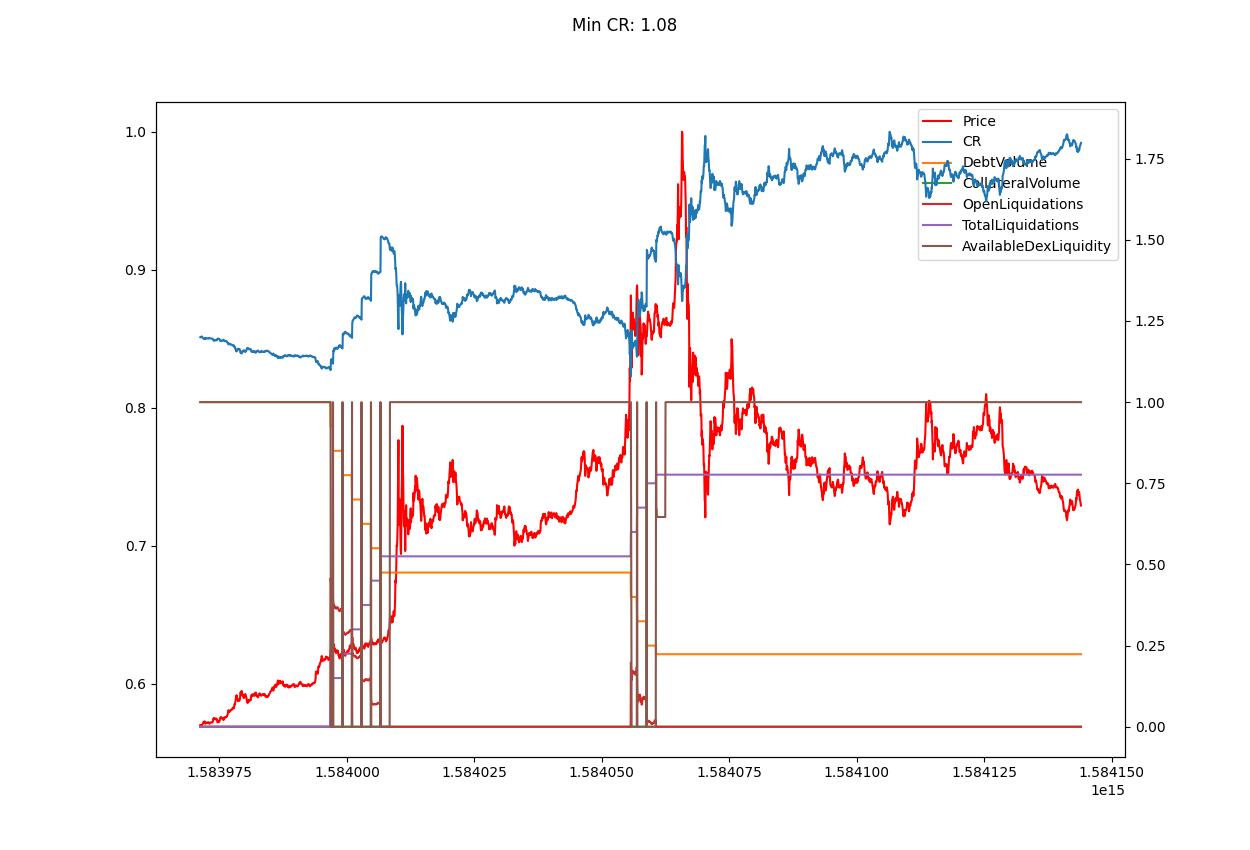 Min CR: 1.08
1.0
0.9
0.8
0.7
0.6
Price
CR
DebtVolume
CollateralVolume
OpenLiquidations
TotalLiquidations
AvailableDexLiquidity
1.75
1.50
1.25
1.00
0.75
0.50
0.25
0.00
1.583975 1.584000 1.584025 1.584050 1.584075 1.584100 1.584125 1.584150
1e15